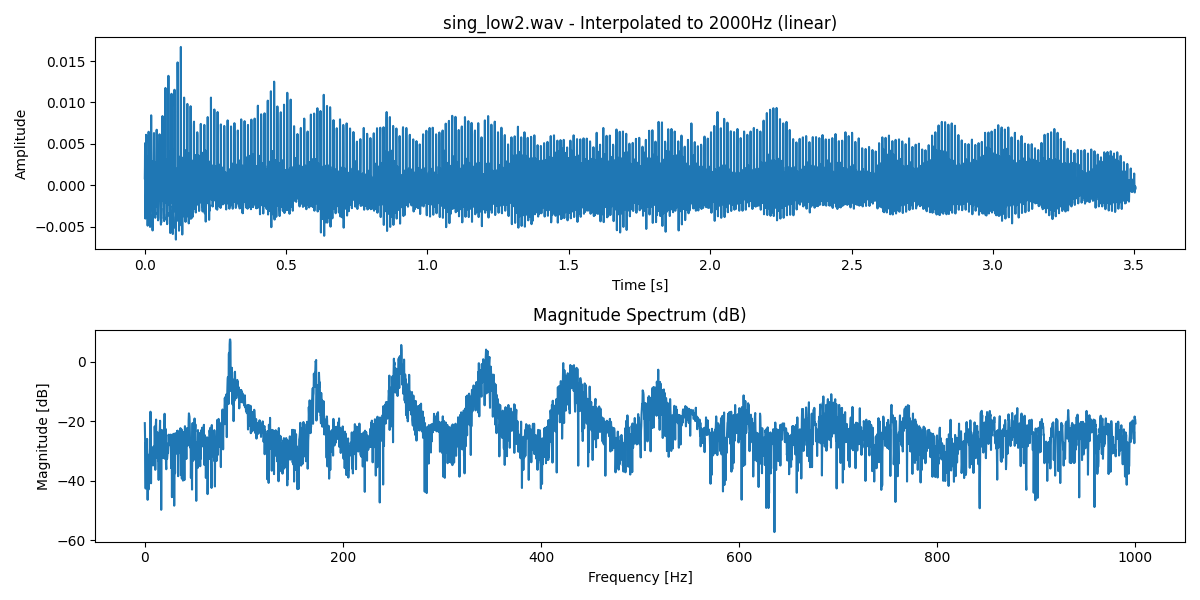 sing_low2.wav - Interpolated to 2000Hz (linear)
Amplitude
0.015
0.010
0.005
0.000
−0.005
0.0 0.5 1.0 1.5 2.0 2.5 3.0 3.5
Time [s]
Magnitude Spectrum (dB)
Magnitude [dB]
0
−20
−40
−60
0 200 400 600 800 1000
Frequency [Hz]